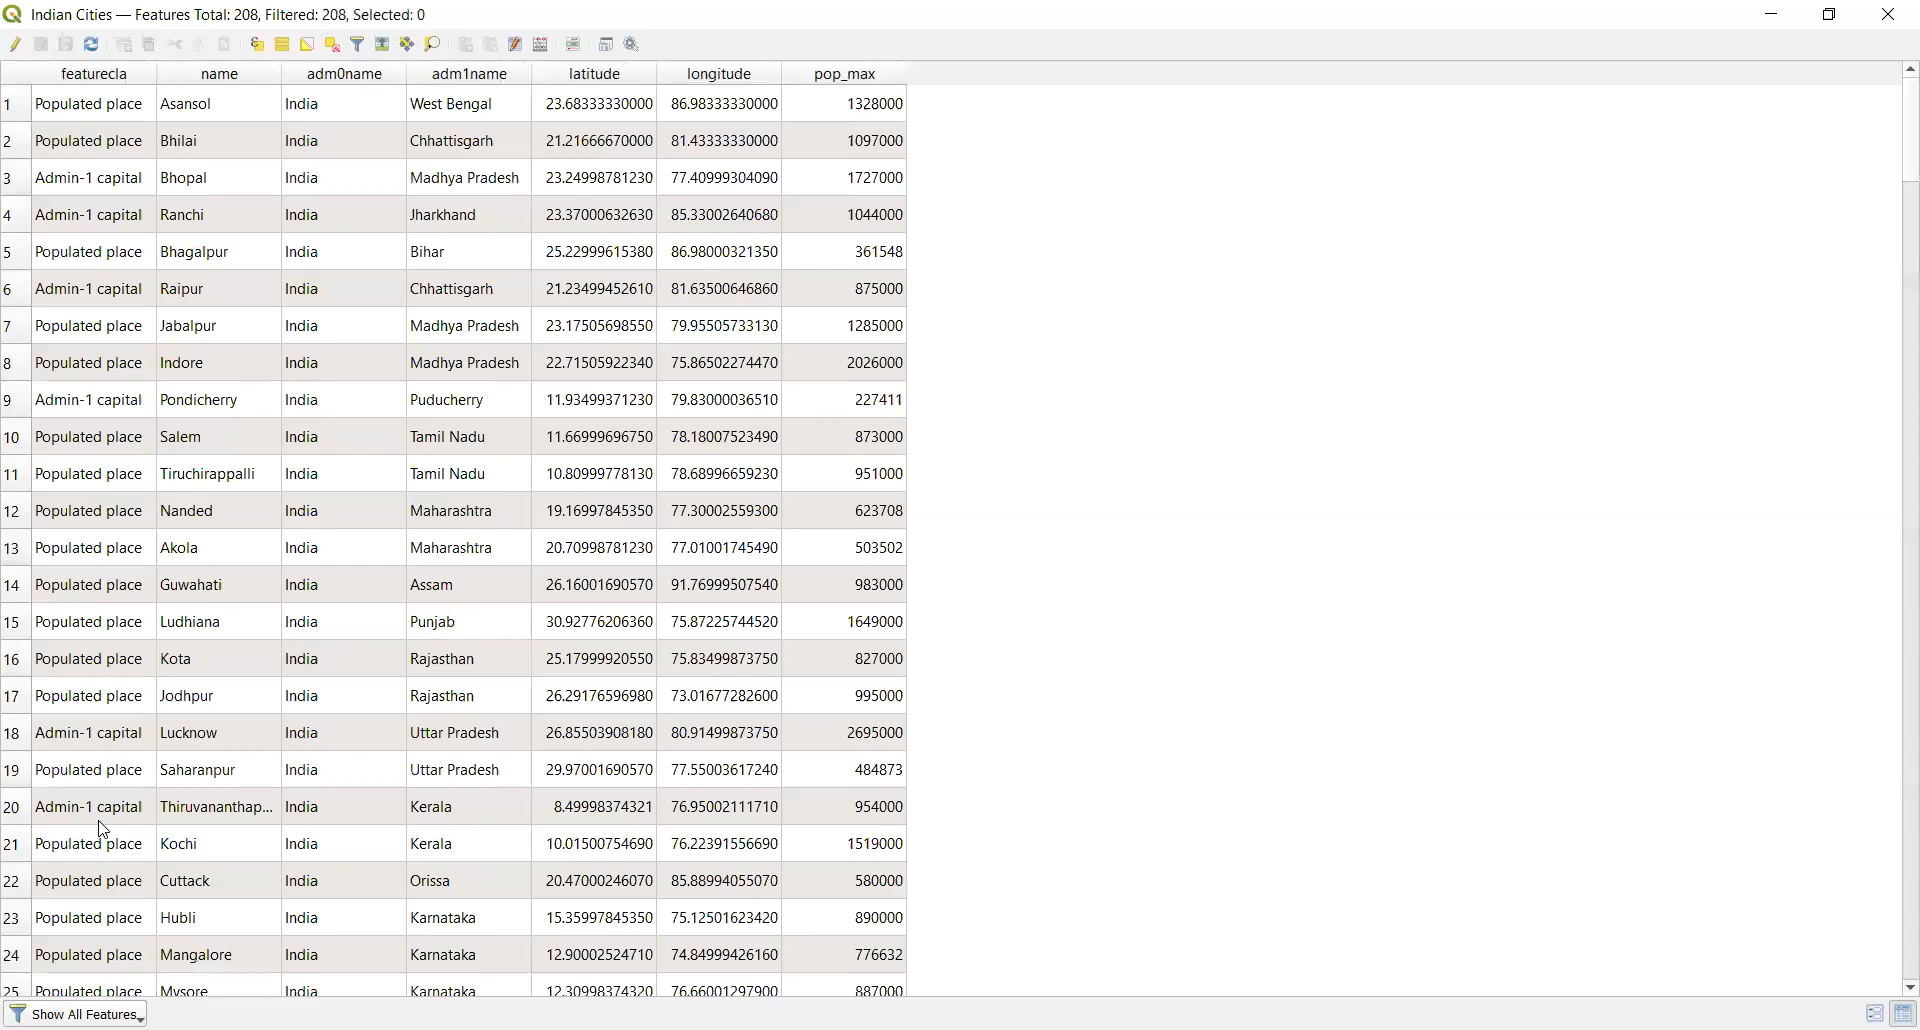 Indian Cities — Features Total: 208, Filtered: 208, Selected: 0
featurecla name adm0name adm1name latitude longitude pop_max
1 Populated place Asansol India West Bengal 23.68333330000 86.98333330000 1328000
2 Populated place Bhilai India Chhattisgarh 21.21666670000 81.43333330000 1097000
3 Admin-1 capital Bhopal India Madhya Pradesh 23.24998781230 77.40999304090 1727000
4 Admin-1 capital Ranchi India Jharkhand 23.37000632630 85.33002640680 1044000
5 Populated place Bhagalpur India Bihar 25.22999615380 86.98000321350 361548
6 Admin-1 capital Raipur India Chhattisgarh 21.23499452610 81.63500646860 875000
7 Populated place Jabalpur India Madhya Pradesh 23.17505698550 79.95505733130 1285000
8 Populated place Indore India Madhya Pradesh 22.71505922340 75.86502274470 2026000
9 Admin-1 capital Pondicherry India Puducherry 11.93499371230 79.83000036510 227411
10 Populated place Salem India Tamil Nadu 11.66999696750 78.18007523490 873000
11 Populated place Tiruchirappalli India Tamil Nadu 10.80999778130 78.68996659230 951000
12 Populated place Nanded India Maharashtra 19.16997845350 77.30002559300 623708
13 Populated place Akola India Maharashtra 20.70998781230 77.01001745490 503502
14 Populated place Guwahati India Assam 26.16001690570 91.76999507540 983000
15 Populated place Ludhiana India Punjab 30.92776206360 75.87225744520 1649000
16 Populated place Kota India Rajasthan 25.17999920550 75.83499873750 827000
17 Populated place Jodhpur India Rajasthan 26.29176596980 73.01677282600 995000
18 Admin-1 capital Lucknow India Uttar Pradesh 26.85503908180 80.91499873750 2695000
19 Populated place Saharanpur India Uttar Pradesh 29.97001690570 77.55003617240 484873
20 Admin-1 capital Thiruvananthap... India Kerala 8.49998374321 76.95002111710 954000
21 Populated place Kochi India Kerala 10.01500754690 76.22391556690 1519000
22 Populated place Cuttack India Orissa 20.47000246070 85.88994055070 580000
23 Populated place Hubli India Karnataka 15.35997845350 75.12501623420 890000
24 Populated place Mangalore India Karnataka 12.90002524710 74.84999426160 776632
25 Populated place Mysore India Karnataka 12.30998374320 76.66001297900 887000
Show All Features